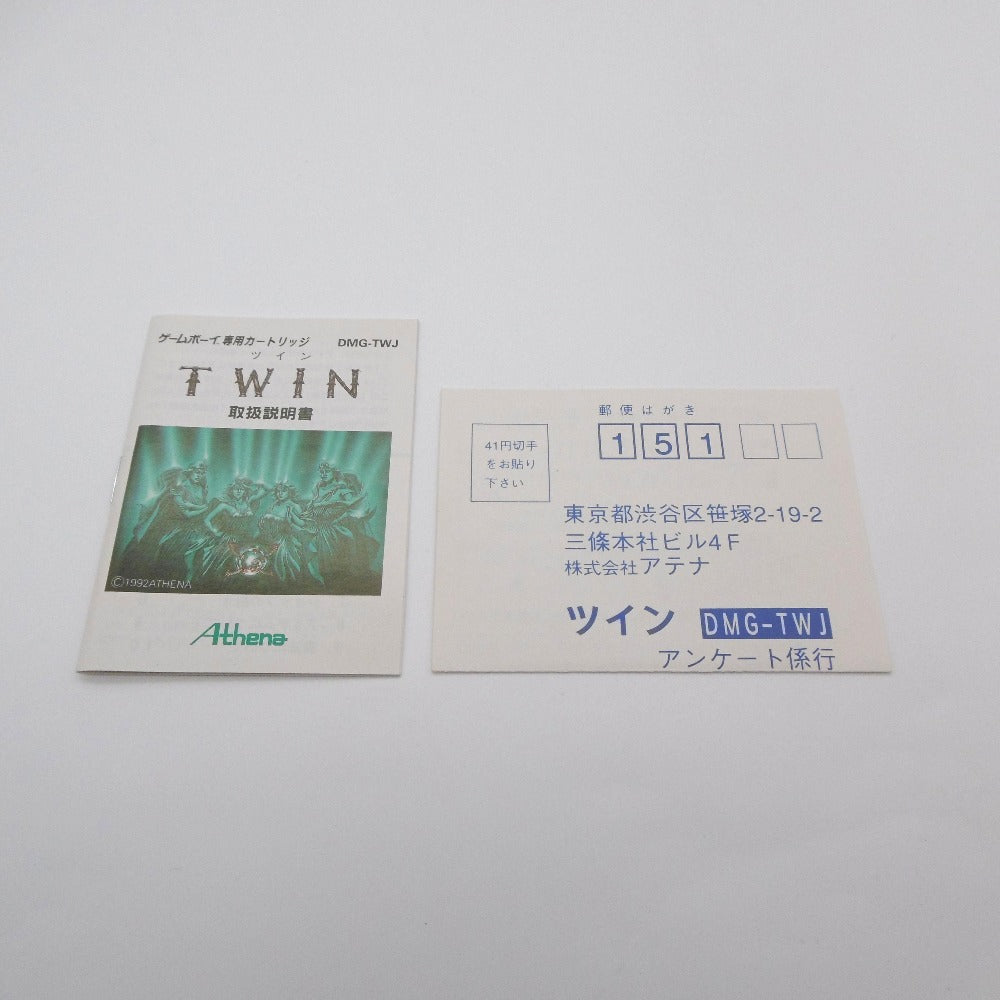 ゲームボーイ専用カートリッジ DMG-TWJ
ツイン
TWIN
取扱説明書
©1992ATHENA
Athena
郵便はがき
151
41円切手
をお貼り
下さい
東京都渋谷区笹塚2-19-2
三條本社ビル4F
株式会社アテナ
ツイン DMG-TWJ
アンケート係行